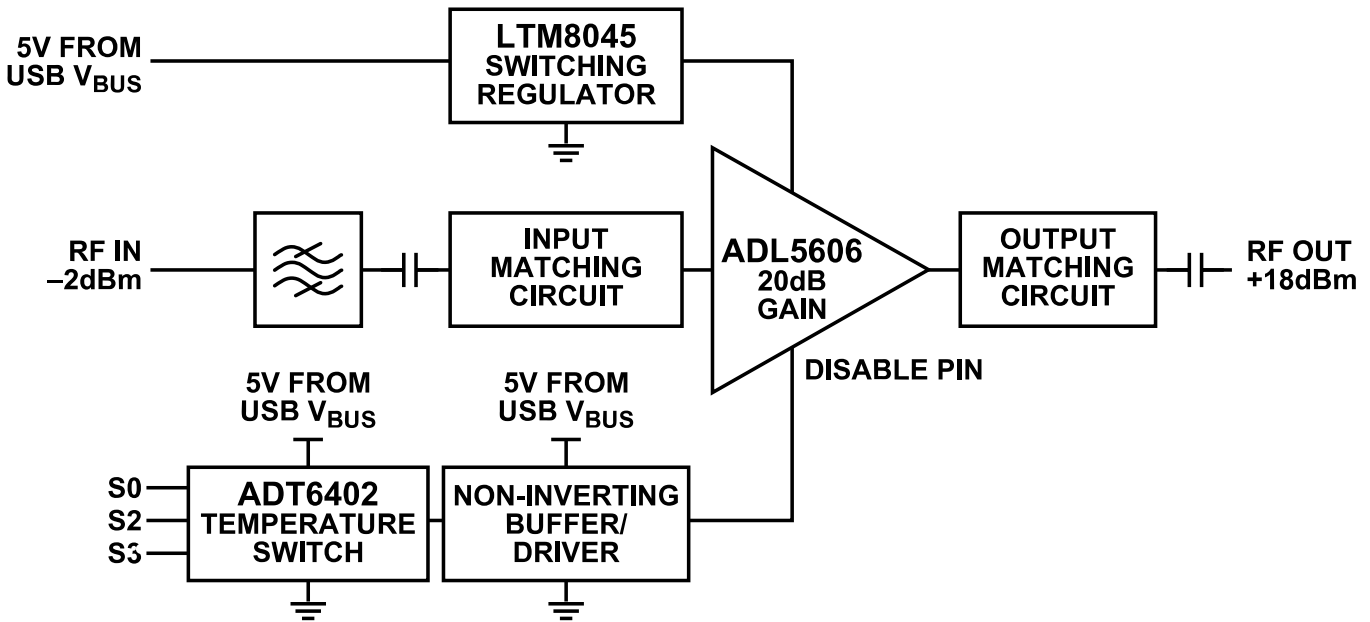 5V FROM
USB VBUS
LTM8045
SWITCHING
REGULATOR
RF IN
–2dBm
INPUT
MATCHING
CIRCUIT
ADL5606
20dB
GAIN
OUTPUT
MATCHING
CIRCUIT
RF OUT
+18dBm
DISABLE PIN
5V FROM
USB VBUS
5V FROM
USB VBUS
S0
S2
S3
ADT6402
TEMPERATURE
SWITCH
NON-INVERTING
BUFFER/
DRIVER